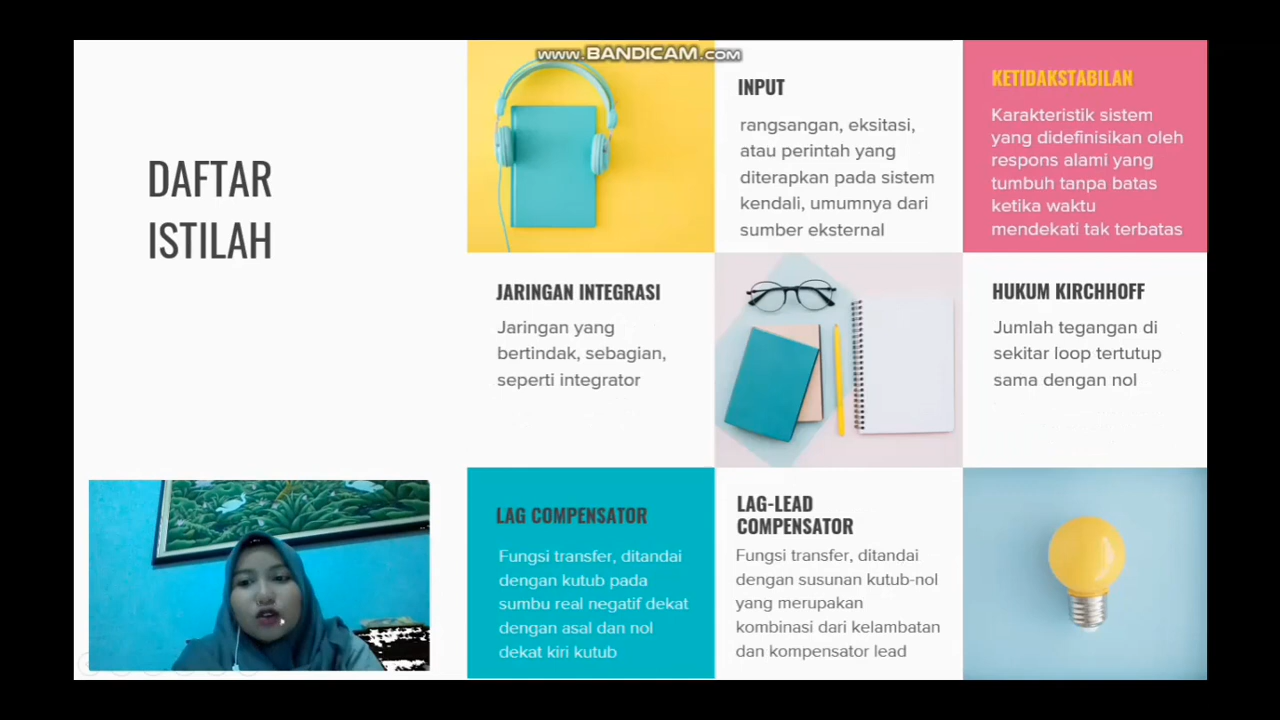 www.BANDICAM.com
DAFTAR
ISTILAH
INPUT
rangsangan, eksitasi,
atau perintah yang
diterapkan pada sistem
kendali, umumnya dari
sumber eksternal
KETIDAKSTABILAN
Karakteristik sistem
yang didefinisikan oleh
respons alami yang
tumbuh tanpa batas
ketika waktu
mendekati tak terbatas
JARINGAN INTEGRASI
Jaringan yang
bertindak, sebagian,
seperti integrator
HUKUM KIRCHHOFF
Jumlah tegangan di
sekitar loop tertutup
sama dengan nol
LAG COMPENSATOR
Fungsi transfer, ditandai
dengan kutub pada
sumbu real negatif dekat
dengan asal dan nol
dekat kiri kutub
LAG-LEAD
COMPENSATOR
Fungsi transfer, ditandai
dengan susunan kutub-nol
yang merupakan
kombinasi dari kelambatan
dan kompensator lead